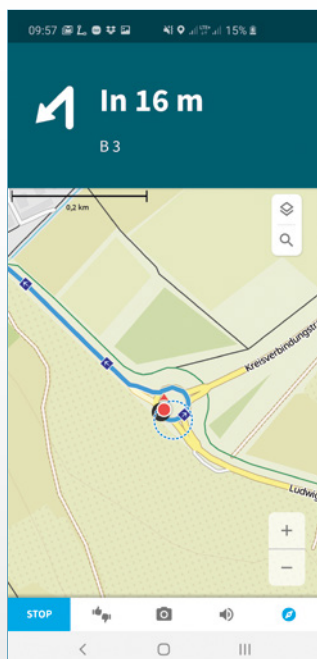 09:57
15%
In 16 m
B 3
0,2 km
Kreisverbindungstr
Ludwig
STOP